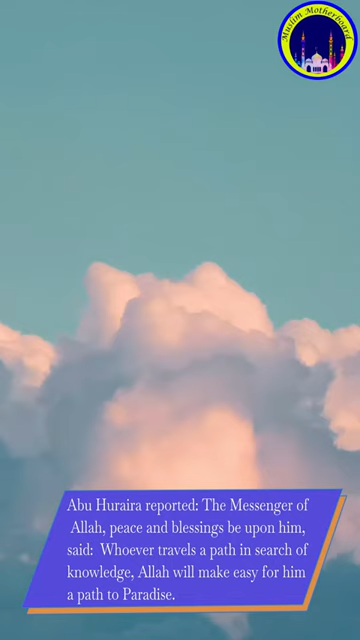 Muslim Motherboard
Abu Huraira reported: The Messenger of
Allah, peace and blessings be upon him,
said: Whoever travels a path in search of
knowledge, Allah will make easy for him
a path to Paradise.